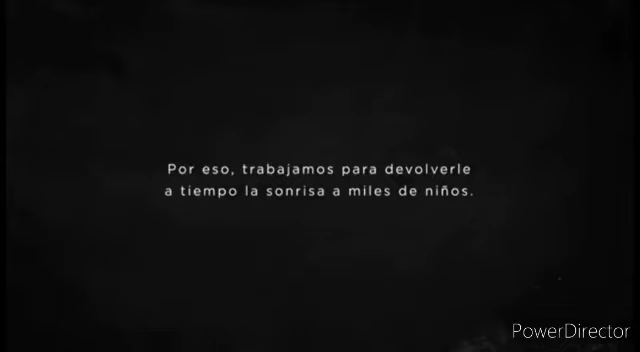 Por eso, trabajamos para devolverle
a tiempo la sonrisa a miles de niños.
PowerDirector